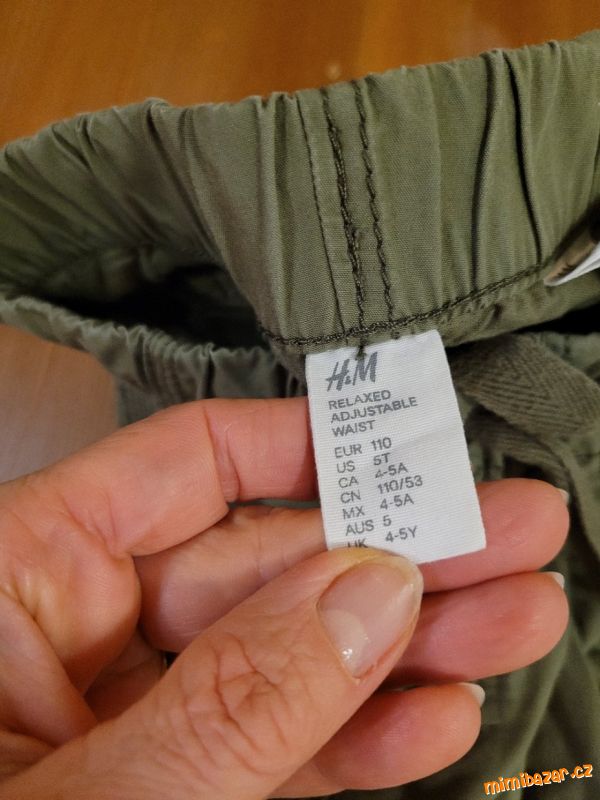 H&M
RELAXED
ADJUSTABLE
WAIST
EUR 110
US 5T
CA 4-5A
CN 110/53
MX 4-5A
AUS 5
UK 4-5Y
mimibazar.cz